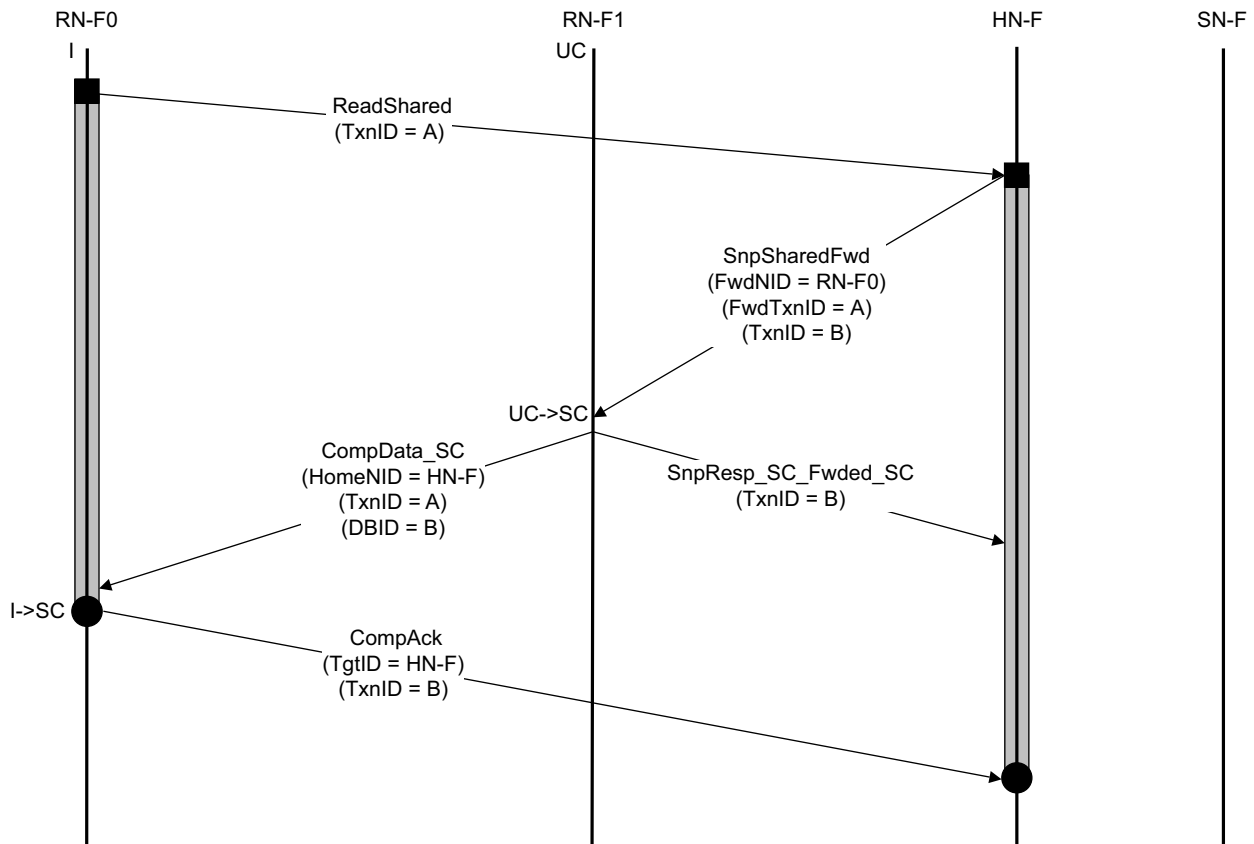 RN-F0
RN-F1
HN-F
SN-F
I
UC
ReadShared
(TxnID = A)
SnpSharedFwd
(FwdNID = RN-F0)
(FwdTxnID = A)
(TxnID = B)
UC->SC
CompData_SC
(HomeNID = HN-F)
(TxnID = A)
(DBID = B)
SnpResp_SC_Fwded_SC
(TxnID = B)
I->SC
CompAck
(TgtID = HN-F)
(TxnID = B)